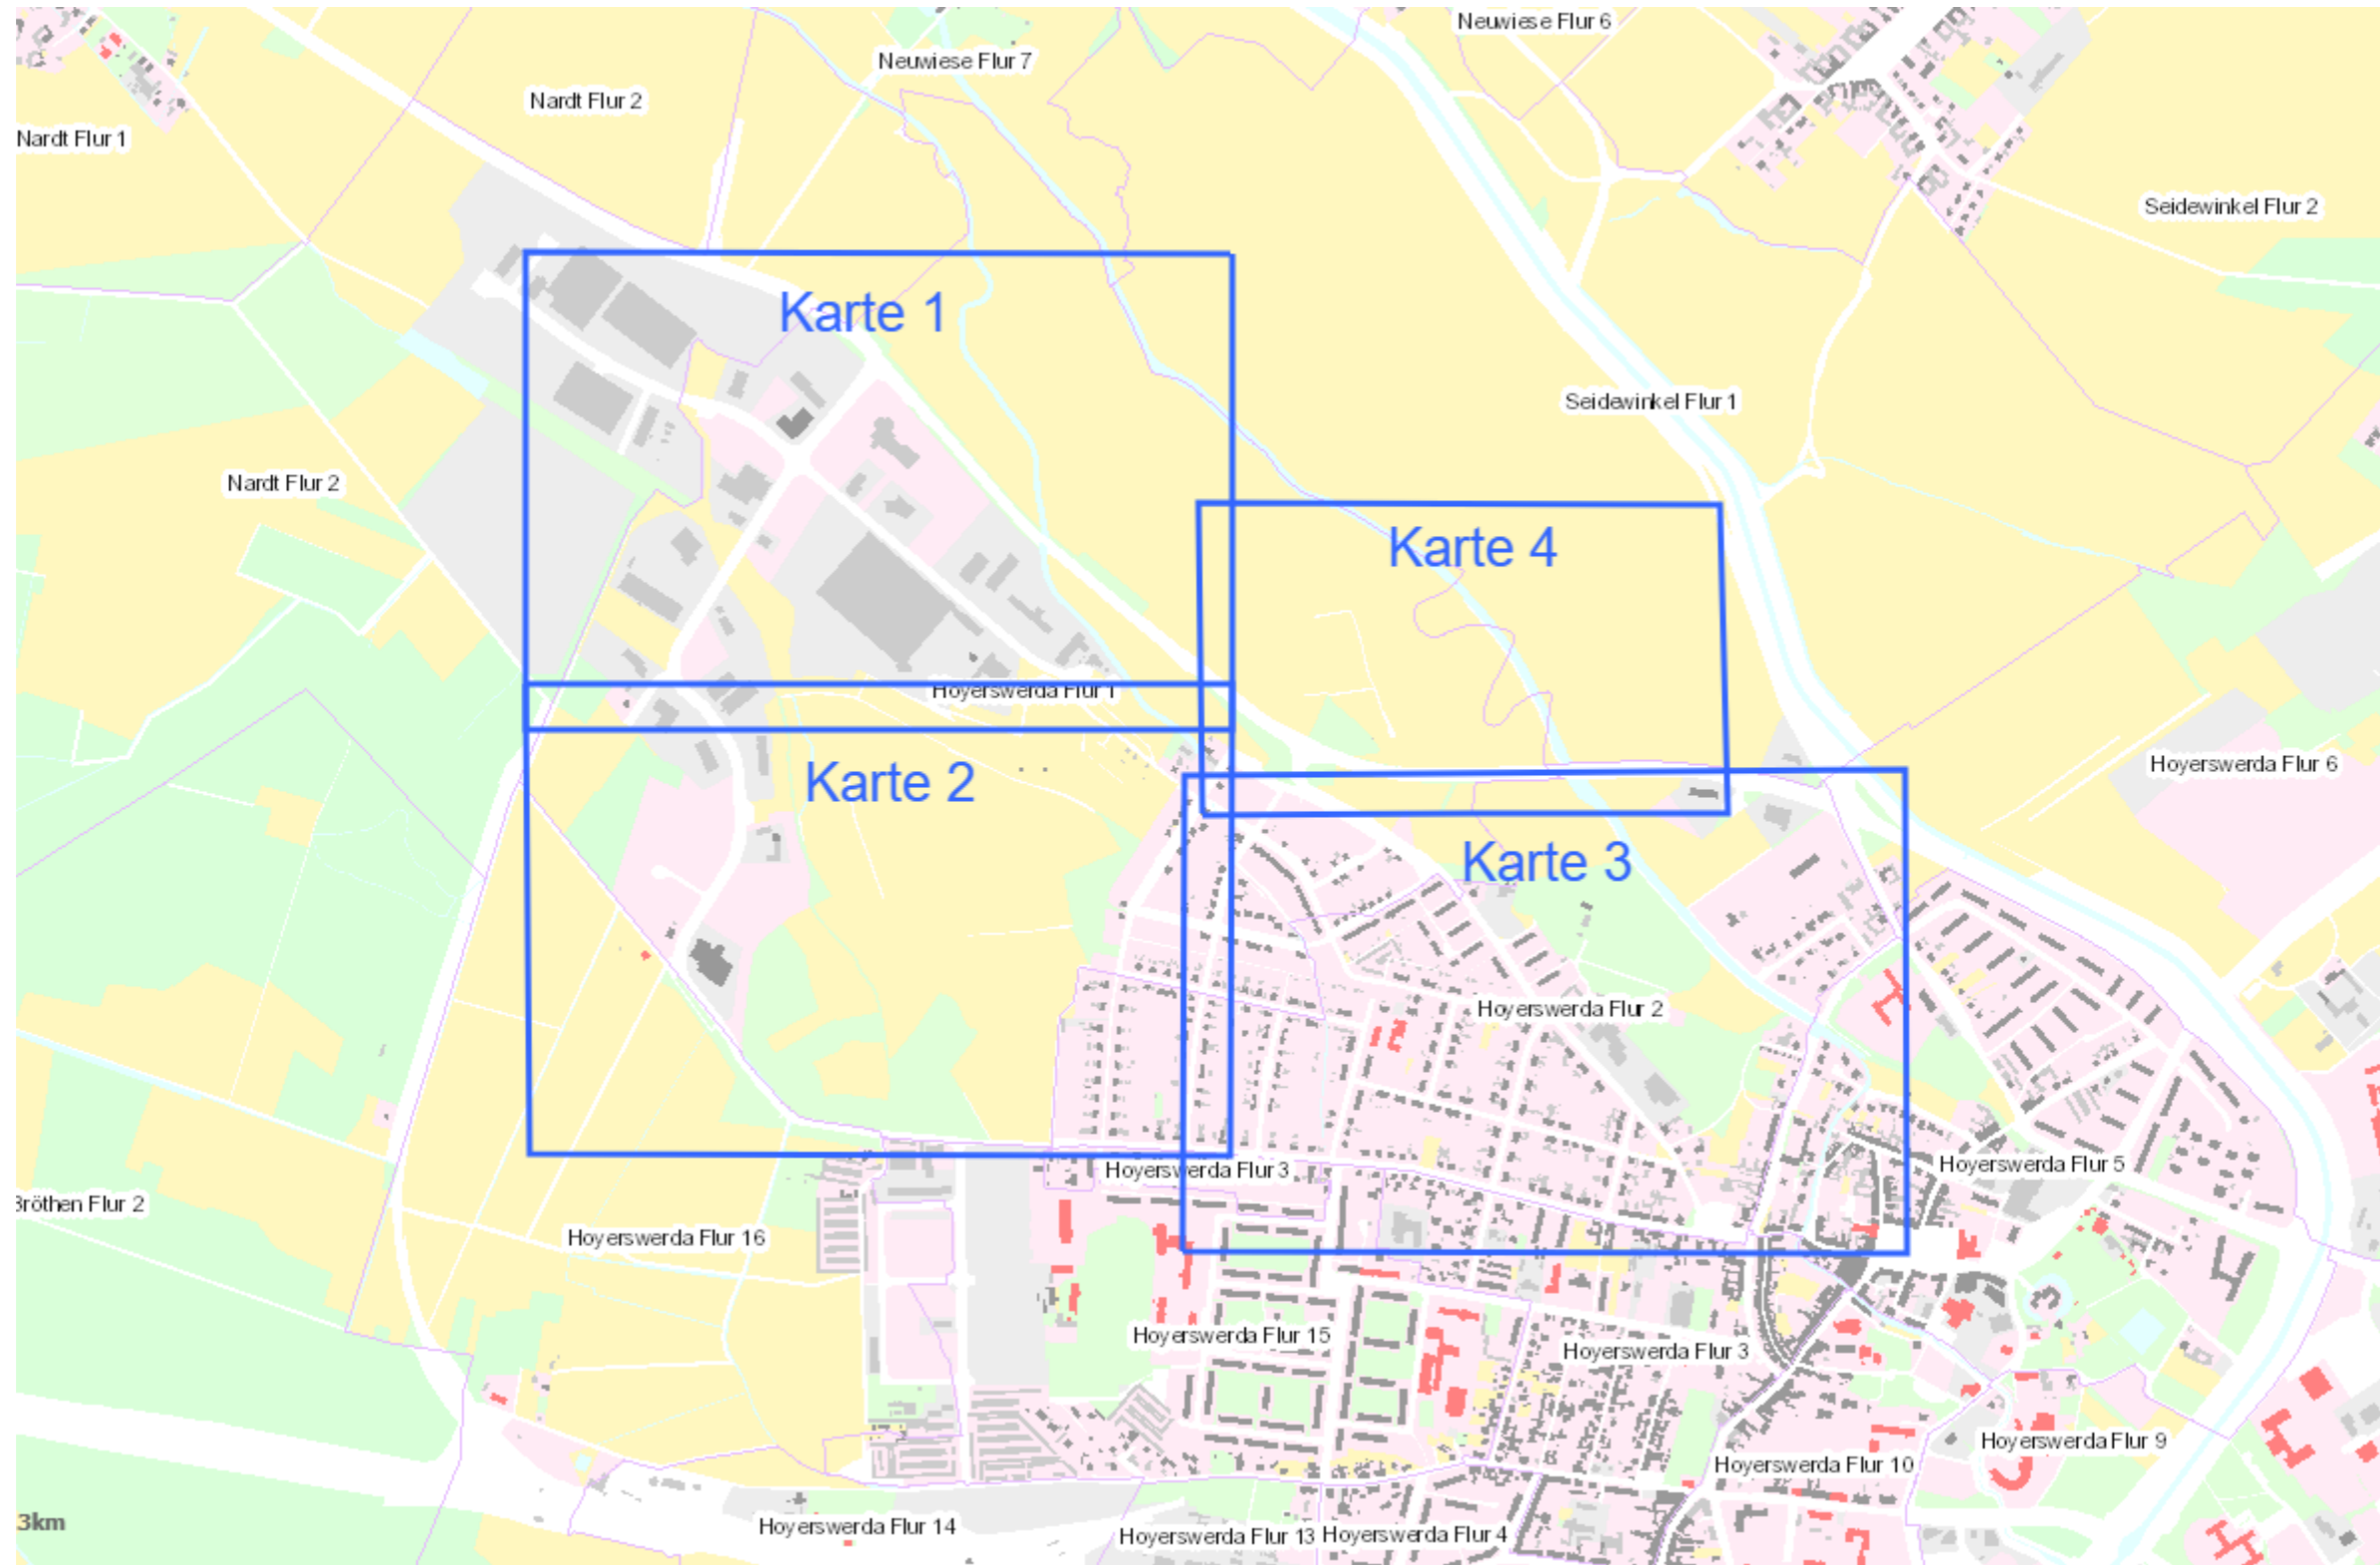 Neuwiese Flur 6
Neuwiese Flur 7
Nardt Flur 2
Nardt Flur 1
Seidewinkel Flur 2
Karte 1
Seidewinkel Flur 1
Nardt Flur 2
Karte 4
Hoyerswerda Flur 1
Hoyerswerda Flur 6
Karte 2
Karte 3
Hoyerswerda Flur 2
Hoyerswerda Flur 5
Hoyerswerda Flur 3
Bröthen Flur 2
Hoyerswerda Flur 16
Hoyerswerda Flur 15
Hoyerswerda Flur 3
Hoyerswerda Flur 9
Hoyerswerda Flur 10
3km
Hoyerswerda Flur 14
Hoyerswerda Flur 13
Hoyerswerda Flur 4